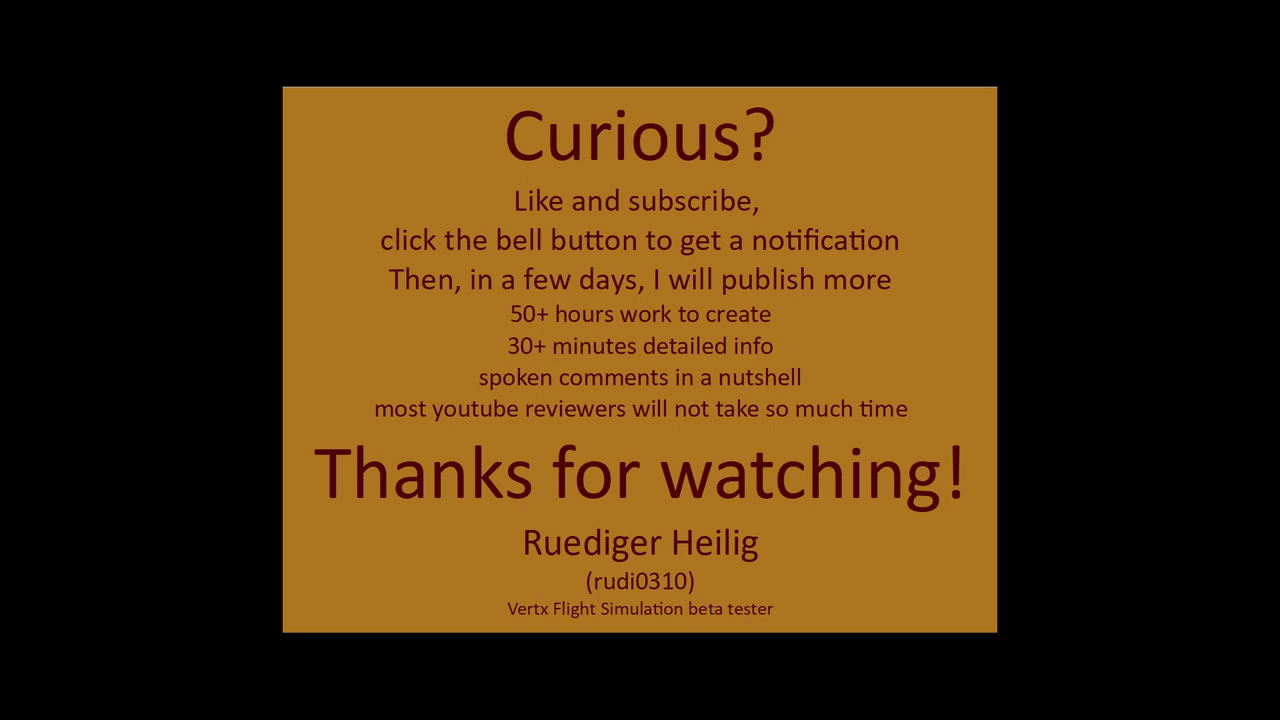 Curious?
Like and subscribe,
click the bell button to get a notification
Then, in a few days, I will publish more
50+ hours work to create
30+ minutes detailed info
spoken comments in a nutshell
most youtube reviewers will not take so much time
Thanks for watching!
Ruediger Heilig
(rudi0310)
Vertx Flight Simulation beta tester